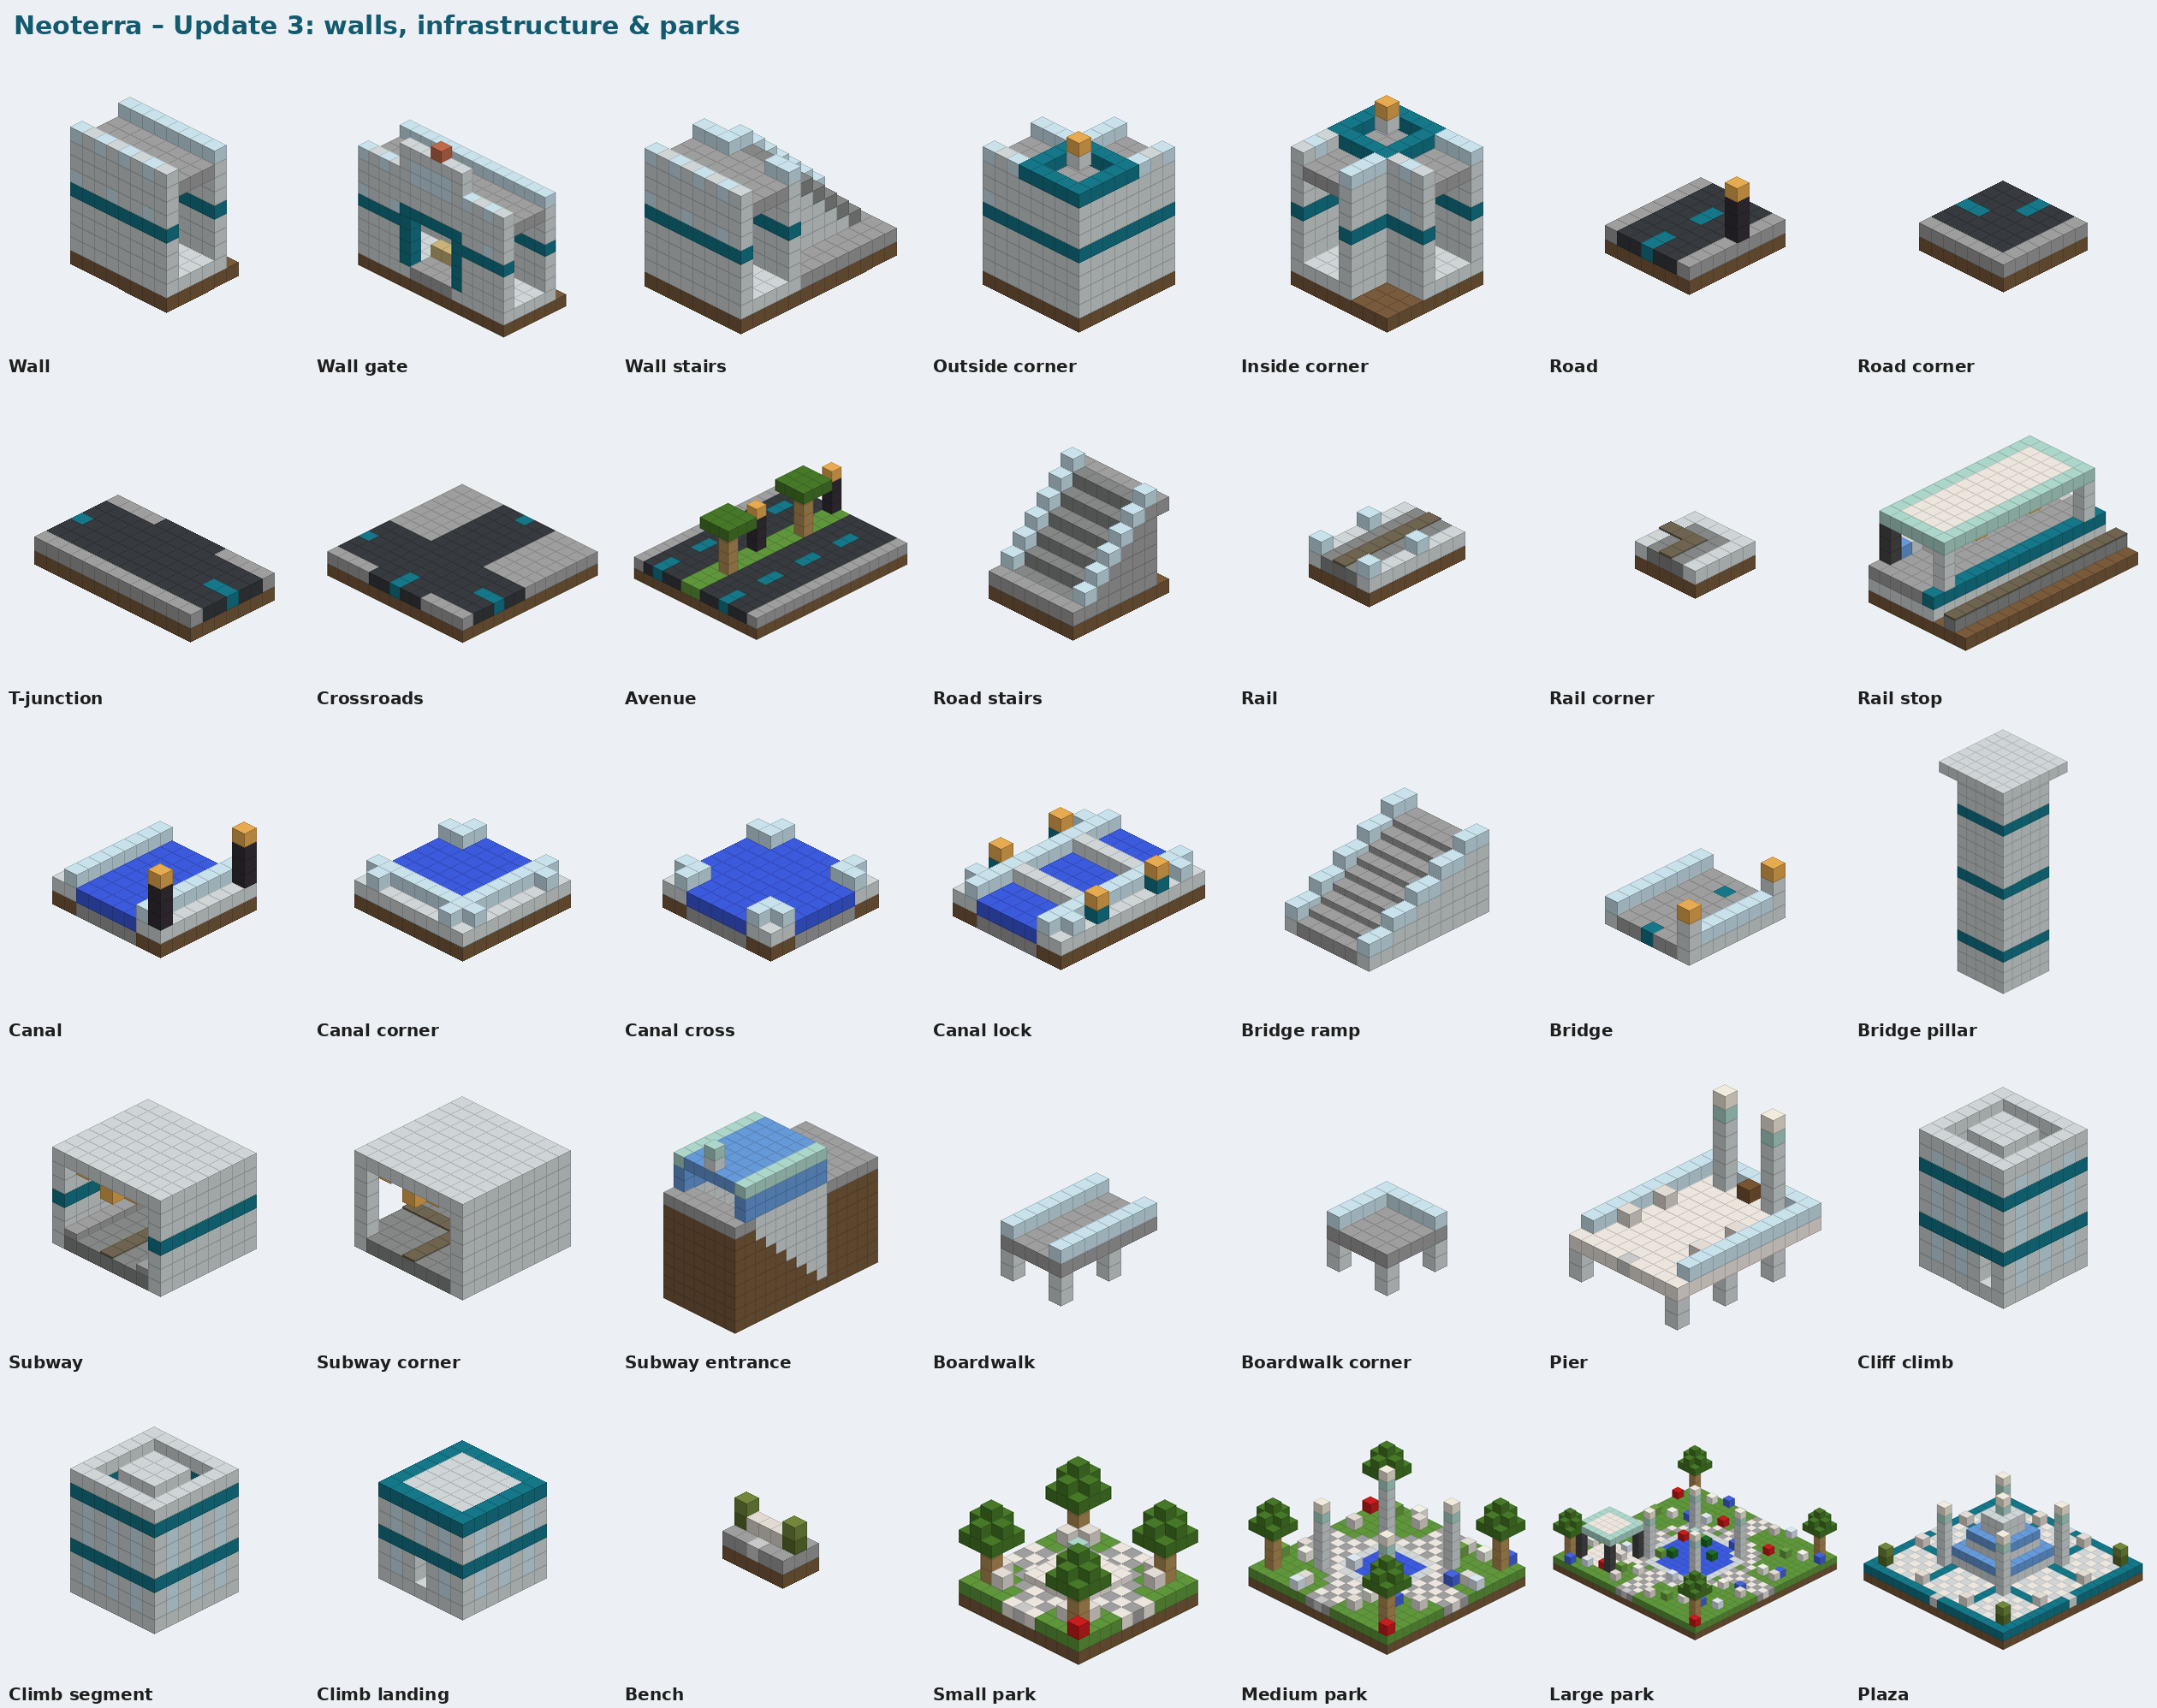 Neoterra – Update 3: walls, infrastructure & parks
Wall
Wall gate
Wall stairs
Outside corner
Inside corner
Road
Road corner
T-junction
Crossroads
Avenue
Road stairs
Rail
Rail corner
Rail stop
Canal
Canal corner
Canal cross
Canal lock
Bridge ramp
Bridge
Bridge pillar
Subway
Subway corner
Subway entrance
Boardwalk
Boardwalk corner
Pier
Cliff climb
Climb segment
Climb landing
Bench
Small park
Medium park
Large park
Plaza